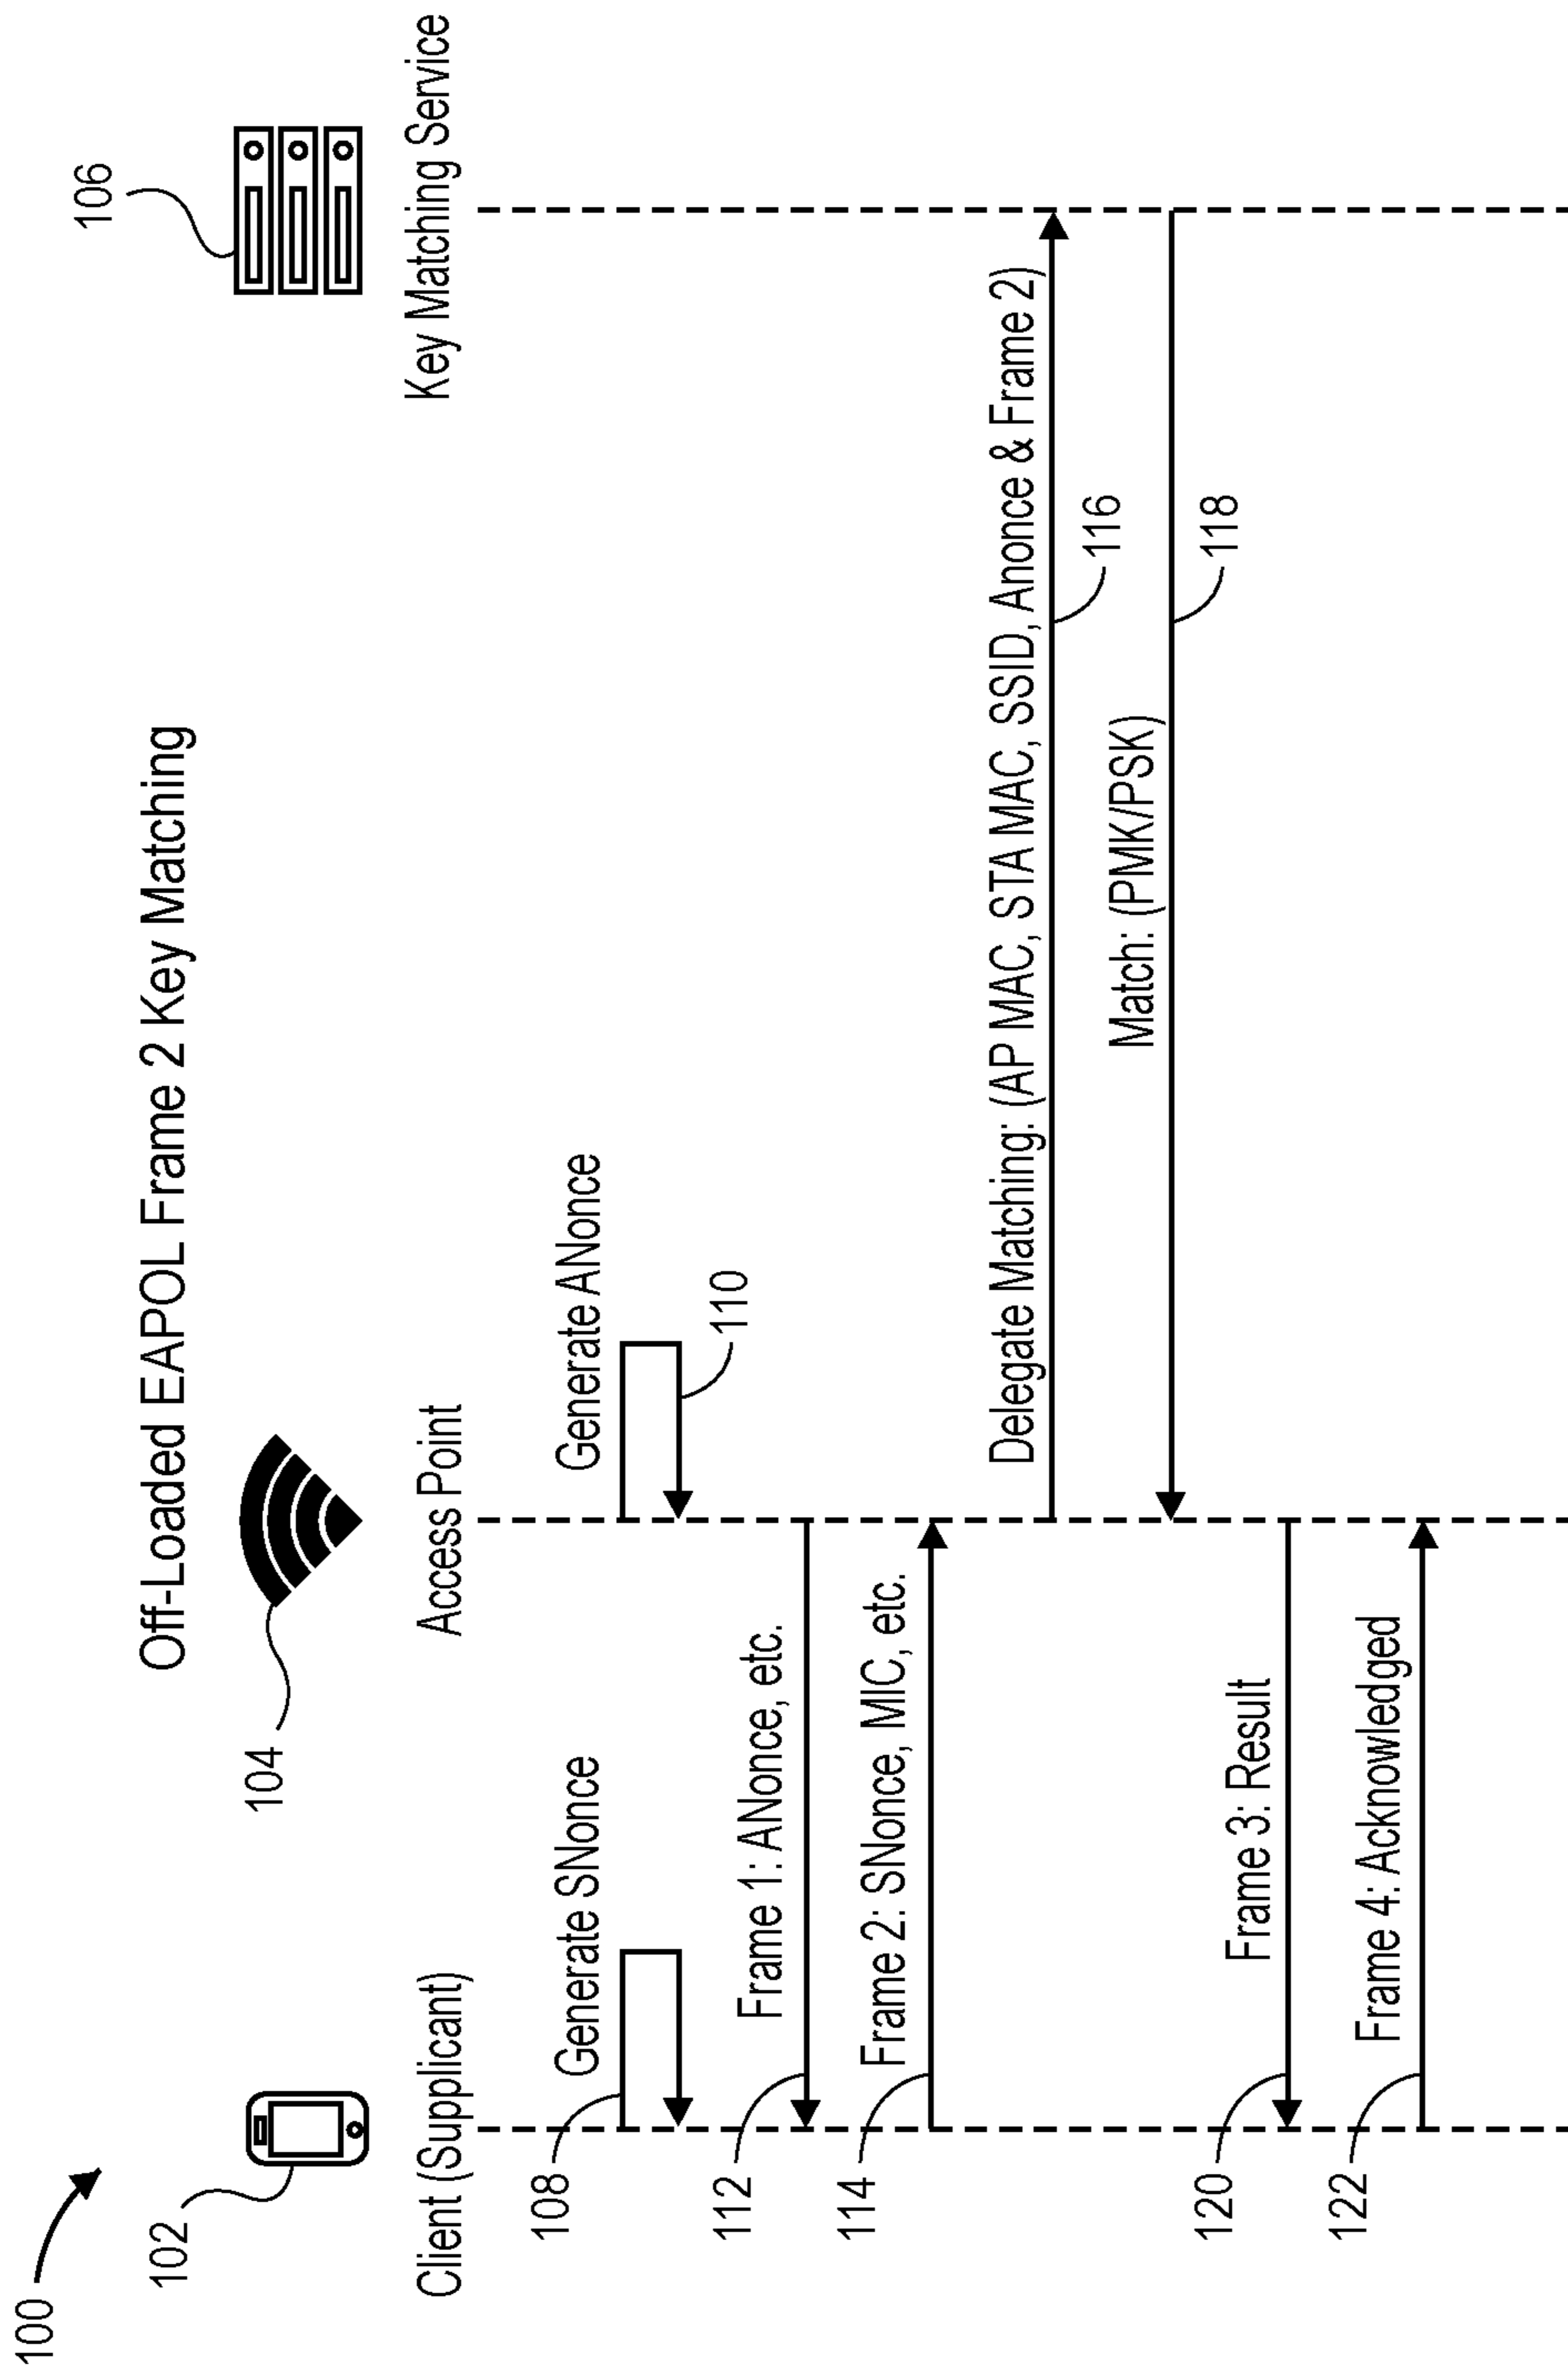 100
Off-Loaded EAPOL Frame 2 Key Matching
102
104
106
Client (Supplicant)
Access Point
Key Matching Service
108
Generate SNonce
Generate ANonce
110
112
Frame 1: ANonce, etc.
114
Frame 2: SNonce, MIC, etc.
Delegate Matching: (AP MAC, STA MAC, SSID, Anonce & Frame 2)
116
Match: (PMK/PSK)
118
120
Frame 3: Result
122
Frame 4: Acknowledged